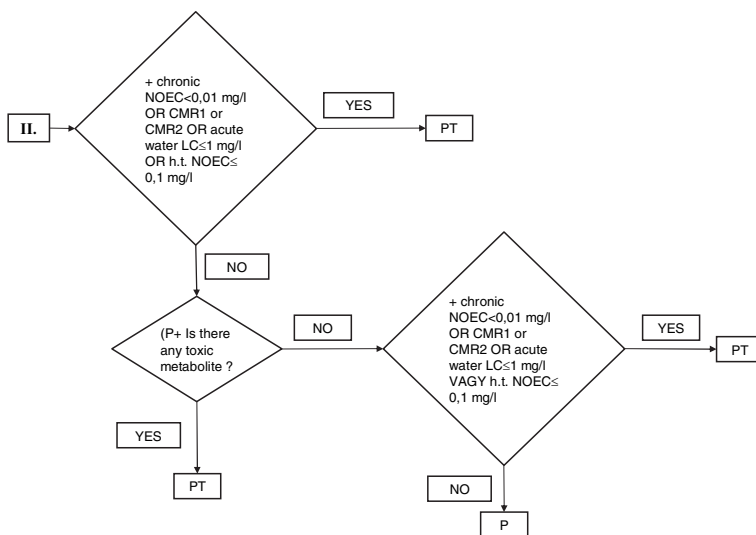 + chronic
NOEC<0,01 mg/l
OR CMR1 or
CMR2 OR acute
water LC≤1 mg/l
OR h.t. NOEC≤
0,1 mg/l
II.
YES
PT
NO
(P+ Is there
any toxic
metabolite ?
NO
+ chronic
NOEC<0,01 mg/l
OR CMR1 or
CMR2 OR acute
water LC≤1 mg/l
VAGY h.t. NOEC≤
0,1 mg/l
YES
PT
YES
PT
NO
P